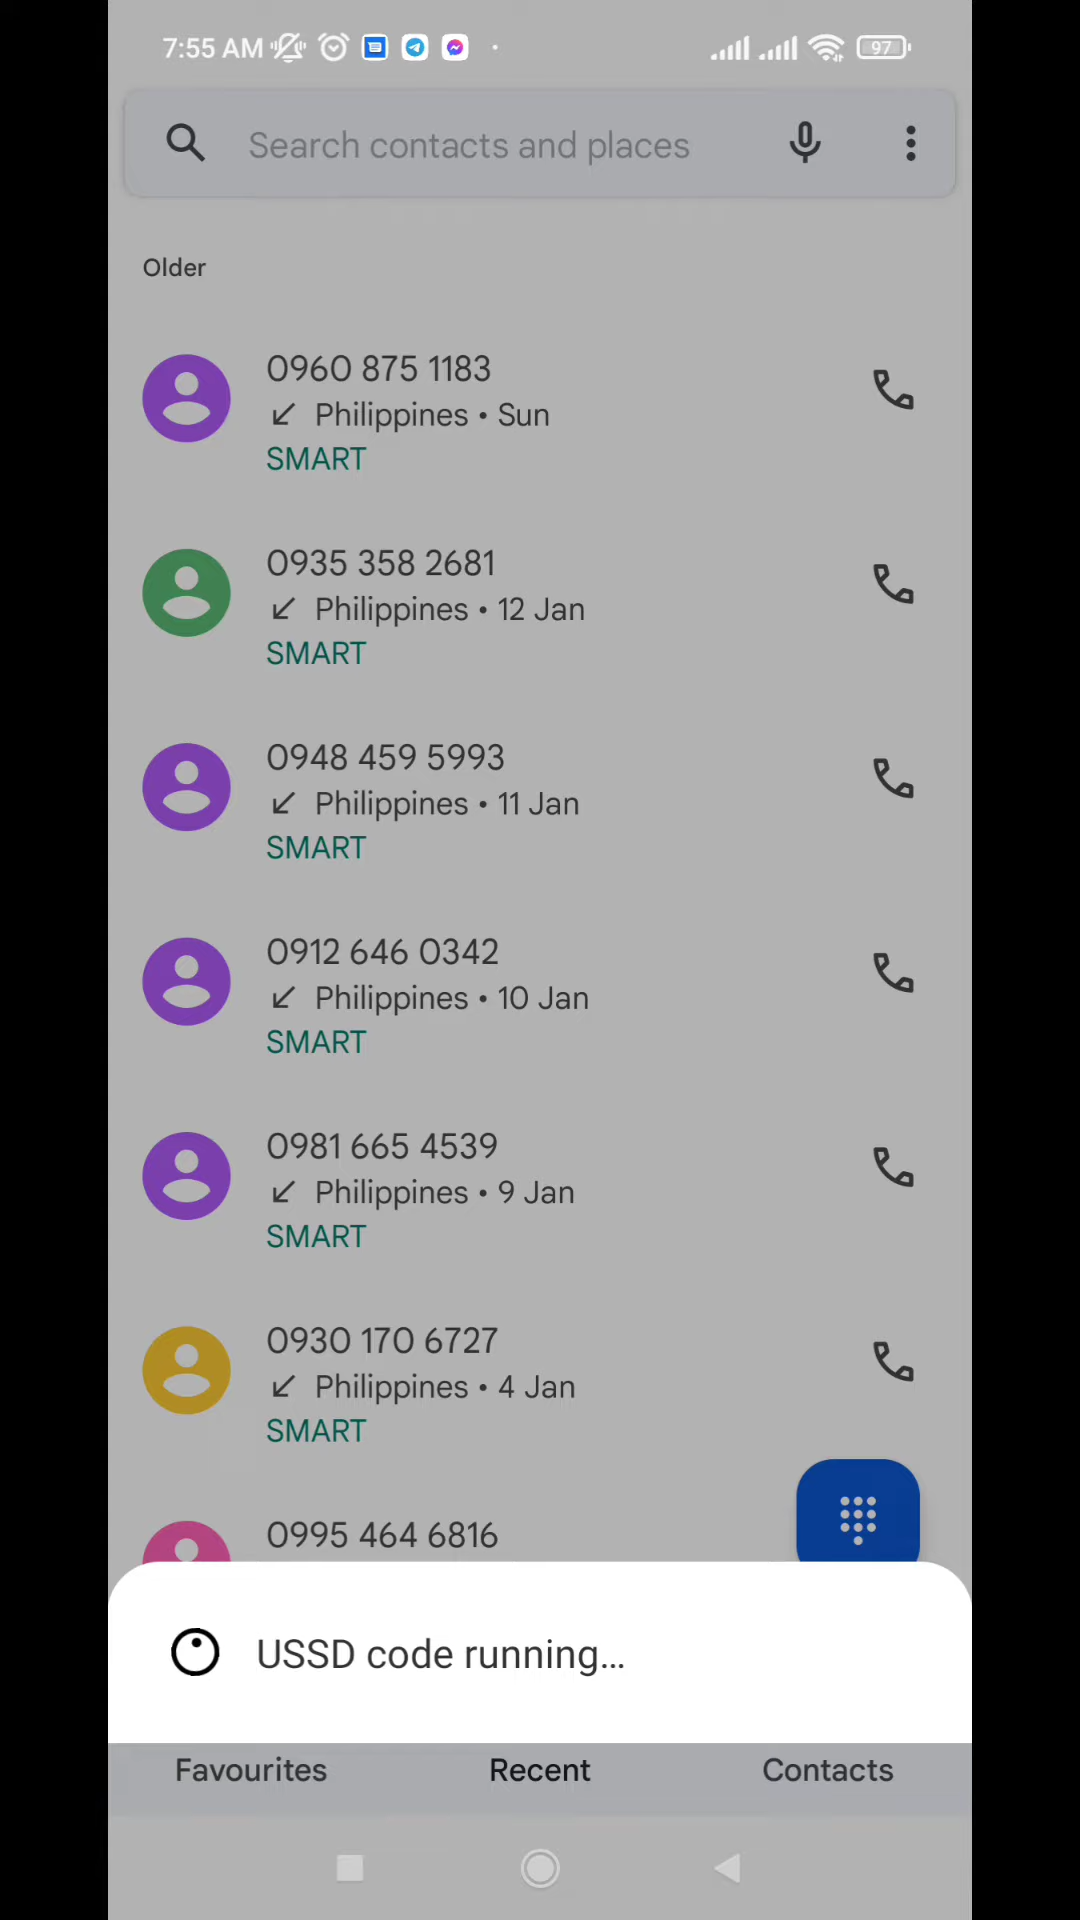 7:55 AM
97
Search contacts and places
Older
0960 875 1183
Philippines • Sun
SMART
0935 358 2681
Philippines • 12 Jan
SMART
0948 459 5993
Philippines • 11 Jan
SMART
0912 646 0342
Philippines • 10 Jan
SMART
0981 665 4539
Philippines • 9 Jan
SMART
0930 170 6727
Philippines • 4 Jan
SMART
0995 464 6816
USSD code running...
Favourites Recent Contacts